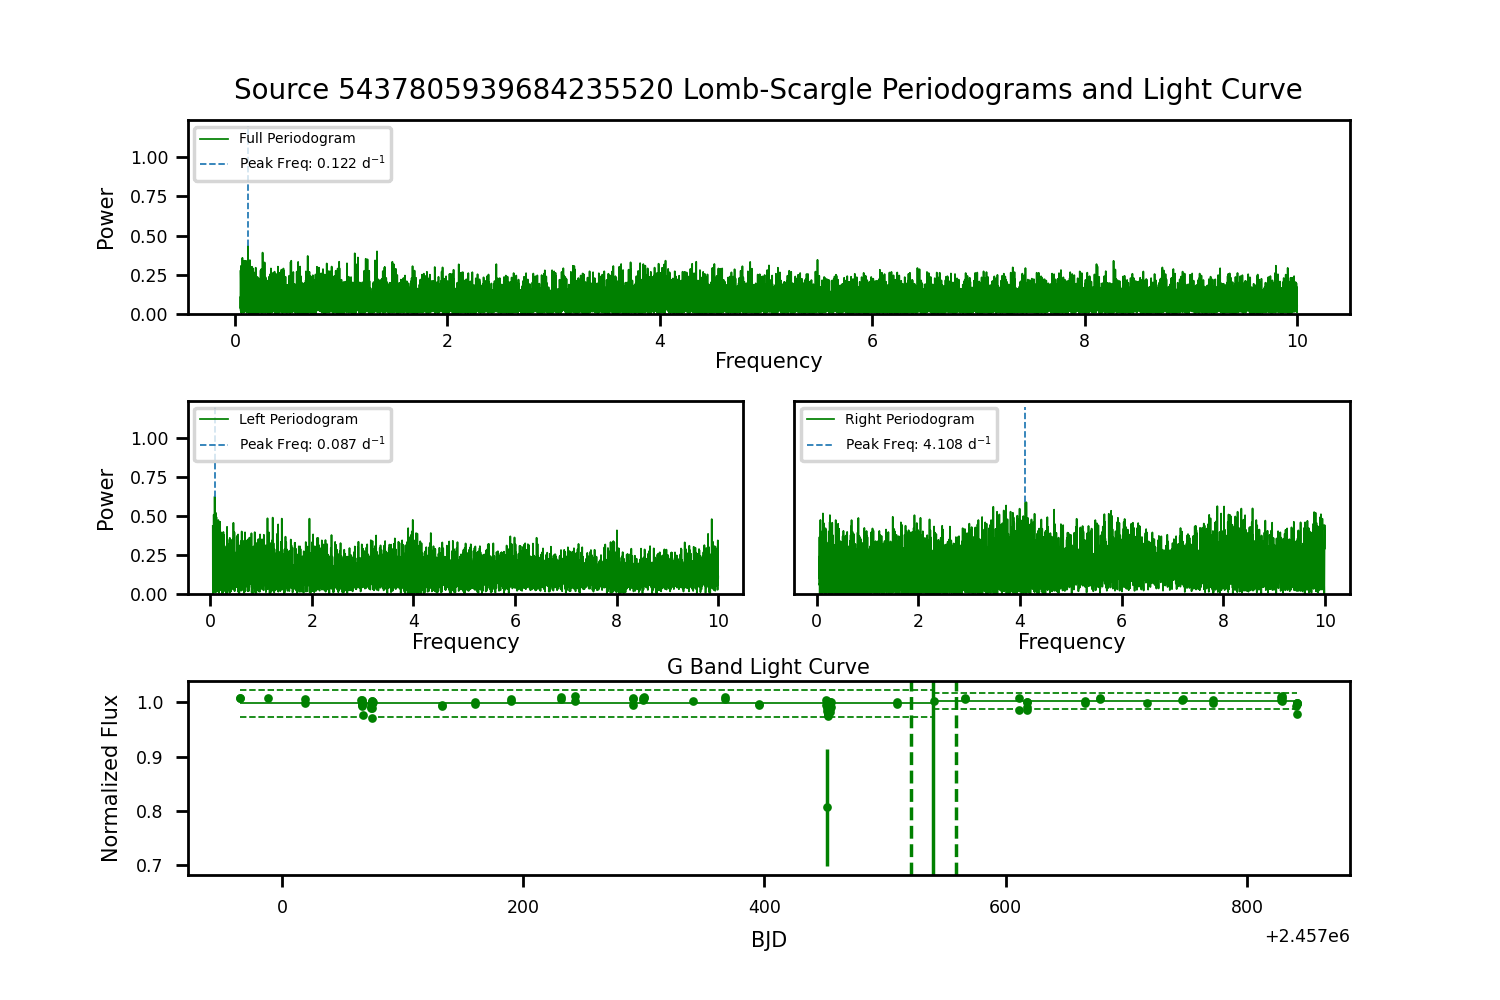 Source 5437805939684235520 Lomb-Scargle Periodograms and Light Curve
Full Periodogram
Peak Freq: 0.122 d⁻¹
Power
1.00
0.75
0.50
0.25
0.00
0 2 4 6 8 10
Frequency
Left Periodogram
Peak Freq: 0.087 d⁻¹
Power
1.00
0.75
0.50
0.25
0.00
0 2 4 6 8 10
Frequency
Right Periodogram
Peak Freq: 4.108 d⁻¹
0 2 4 6 8 10
Frequency
G Band Light Curve
Normalized Flux
1.0
0.9
0.8
0.7
0 200 400 600 800
BJD
+2.457e6